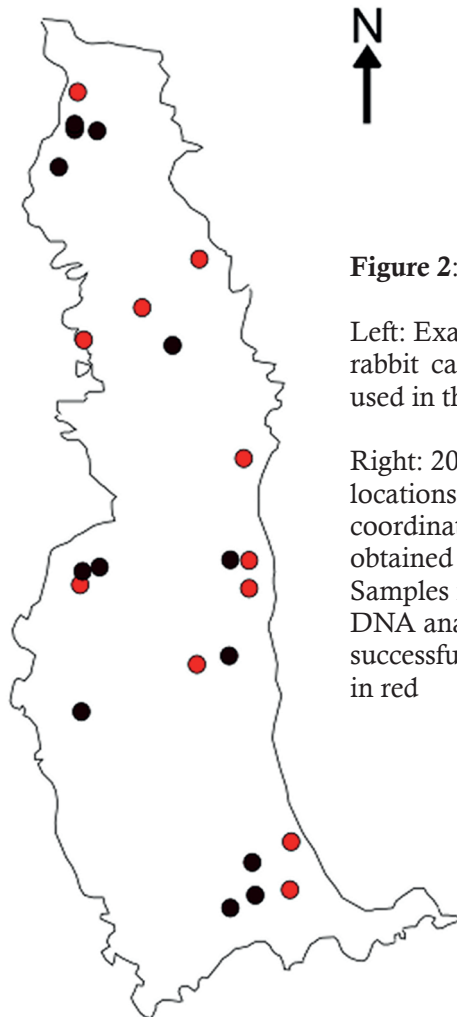 N
Figure 2:
Left: Exa
rabbit ca
used in th
Right: 20
locations
coordinat
obtained
Samples
DNA ana
successfu
in red